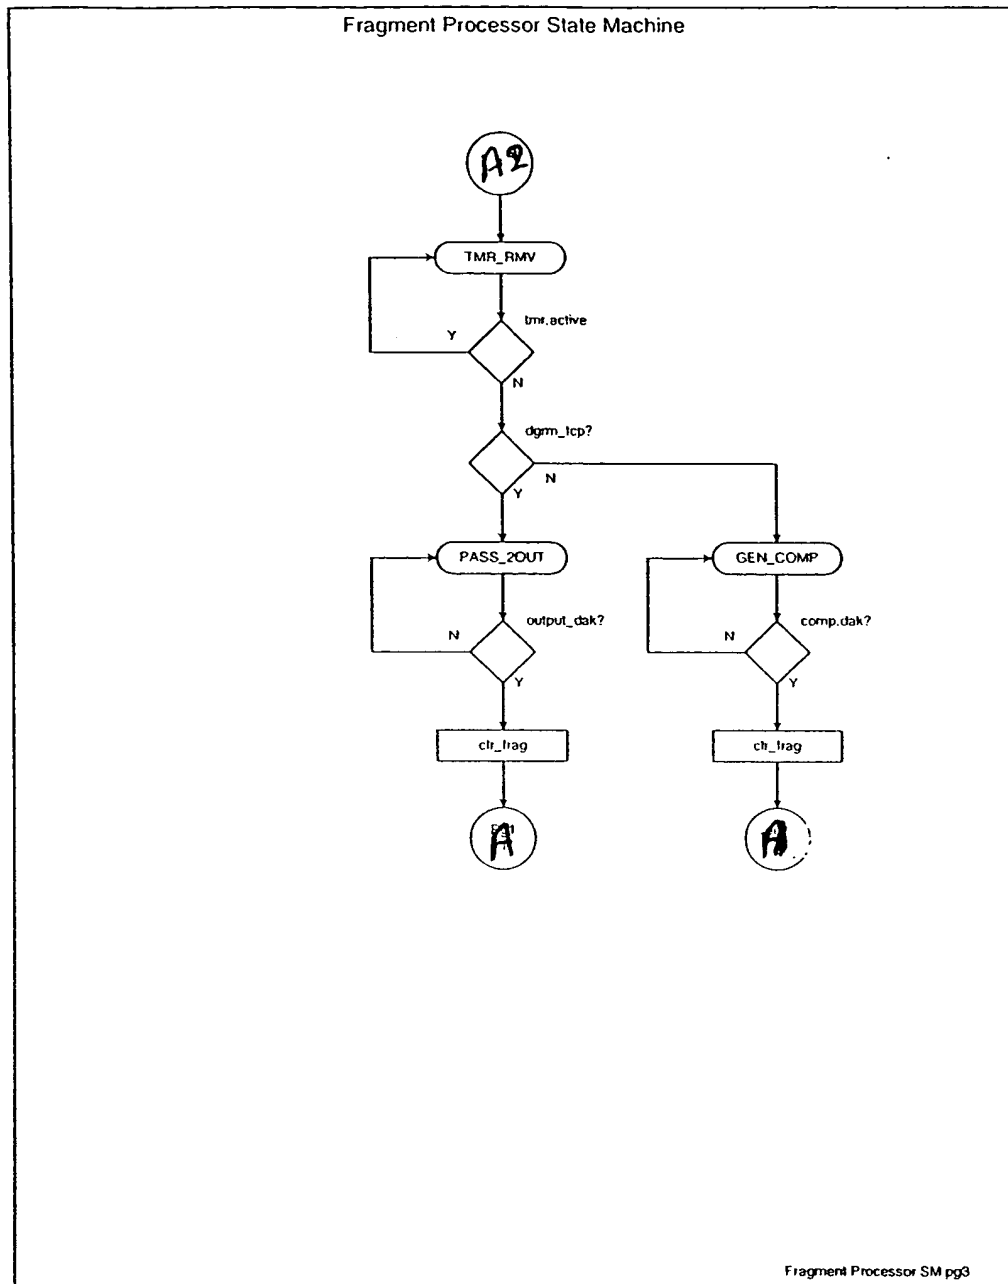 Fragment Processor State Machine
A2
TMR_RMV
tmr.active
Y
N
dgrm_tcp?
N
Y
PASS_2OUT
GEN_COMP
output_dak?
comp.dak?
N
N
Y
Y
clr_frag
clr_frag
A
A
Fragment Processor SM pg3